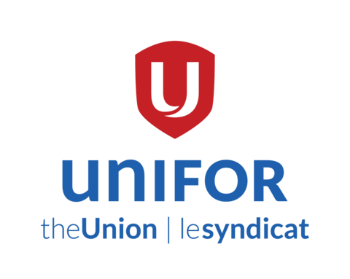 U
UNIFOR
theUnion | lesyndicat